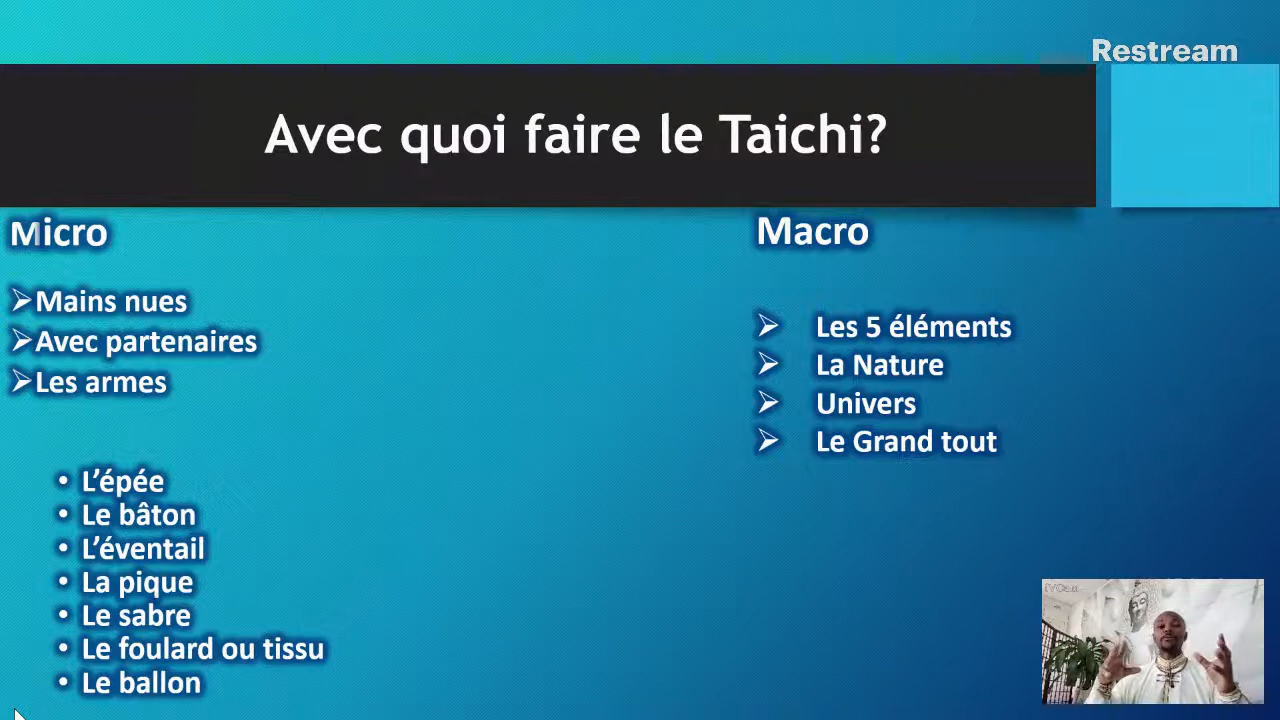 Restream
Avec quoi faire le Taichi?
Micro
Mains nues
Avec partenaires
Les armes
L’épée
Le bâton
L’éventail
La pique
Le sabre
Le foulard ou tissu
Le ballon
Macro
Les 5 éléments
La Nature
Univers
Le Grand tout